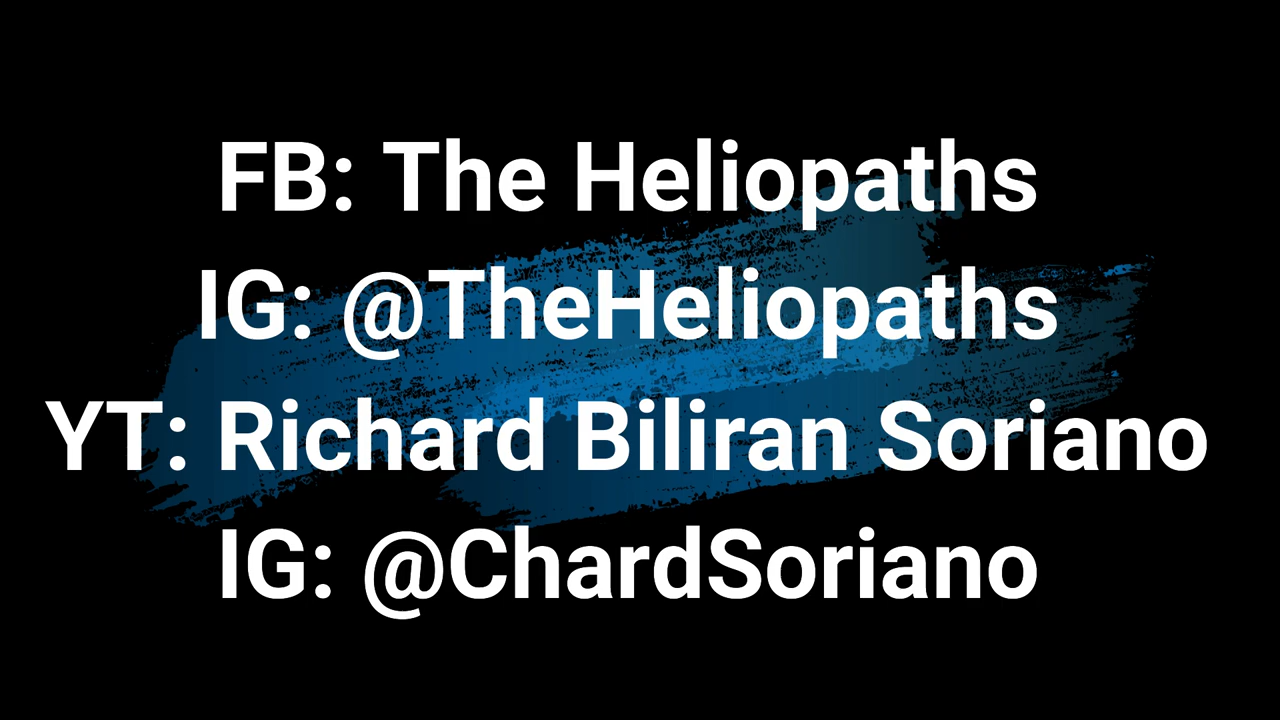 FB: The Heliopaths
IG: @TheHeliopaths
YT: Richard Biliran Soriano
IG: @ChardSoriano